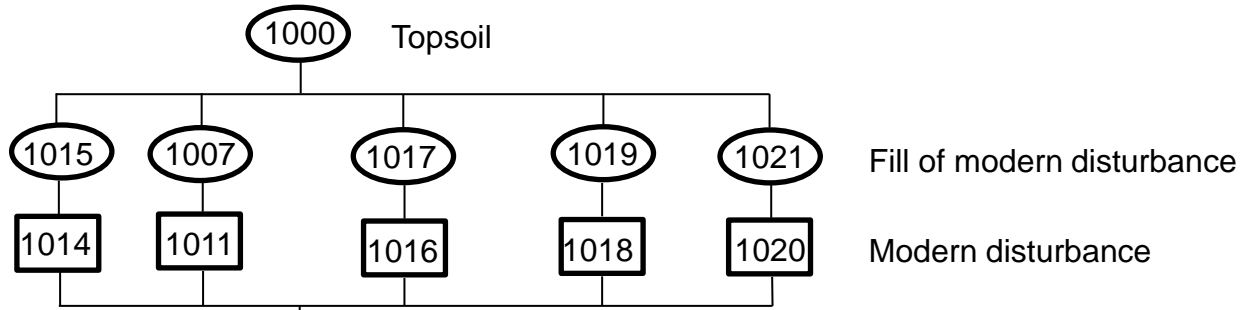 1000 Topsoil
1015 1007 1017 1019 1021 Fill of modern disturbance
1014 1011 1016 1018 1020 Modern disturbance